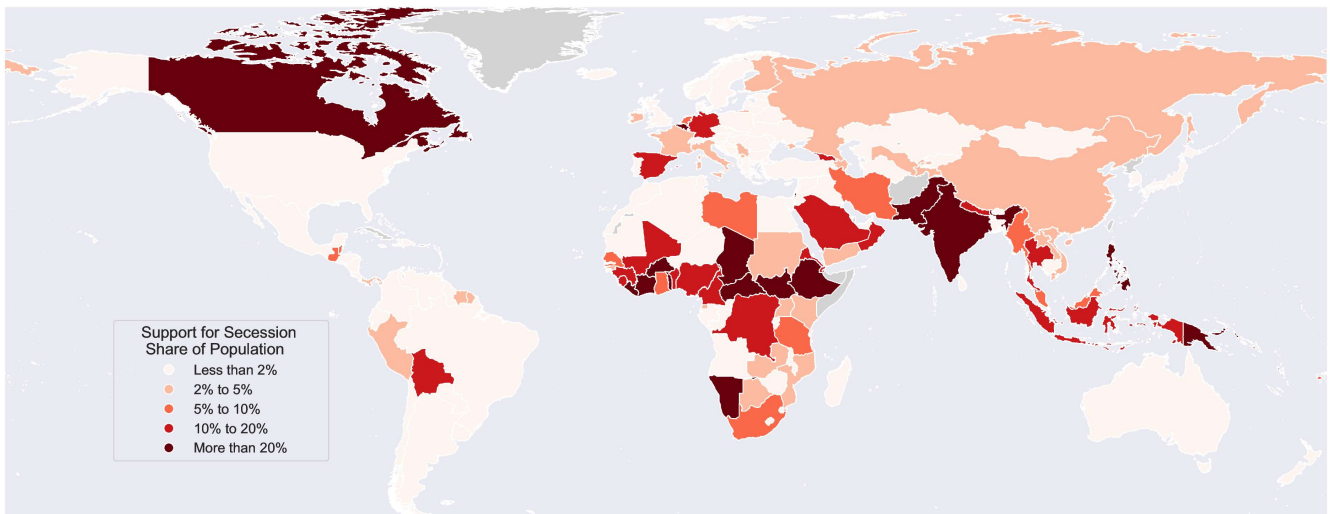 Support for Secession
Share of Population
Less than 2%
2% to 5%
5% to 10%
10% to 20%
More than 20%